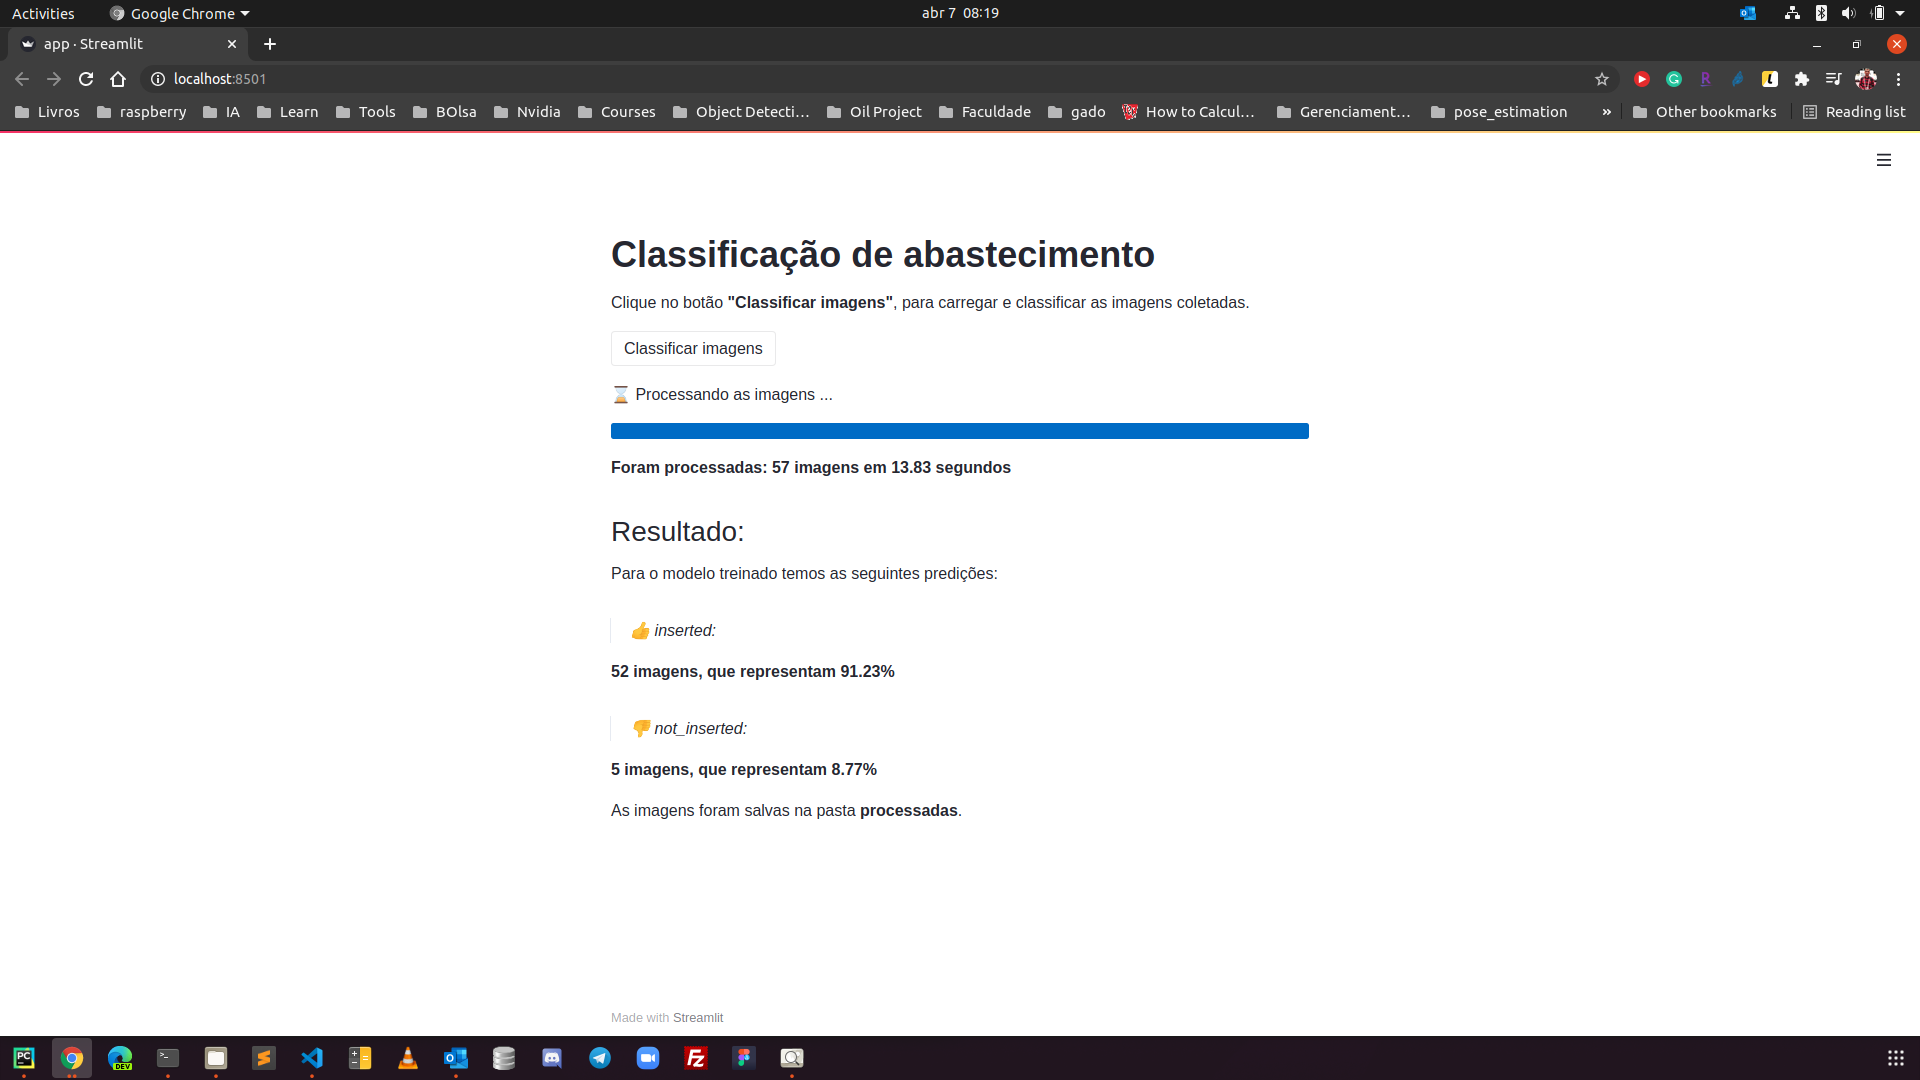 Activities
Google Chrome
abr 7 08:19
app · Streamlit
localhost:8501
Livros
raspberry
IA
Learn
Tools
BOlsa
Nvidia
Courses
Object Detecti...
Oil Project
Faculdade
gado
How to Calcul...
Gerenciament...
pose_estimation
»
Other bookmarks
Reading list
Classificação de abastecimento
Clique no botão "Classificar imagens", para carregar e classificar as imagens coletadas.
Classificar imagens
⌛ Processando as imagens ...
Foram processadas: 57 imagens em 13.83 segundos
Resultado:
Para o modelo treinado temos as seguintes predições:
👍 inserted:
52 imagens, que representam 91.23%
👎 not_inserted:
5 imagens, que representam 8.77%
As imagens foram salvas na pasta processadas.
Made with Streamlit